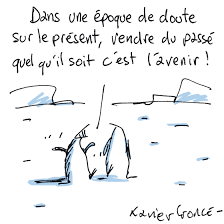 Dans une époque de doute
sur le présent, vendre du passé
quel qu'il soit c'est l'avenir !
Xavier Gorce -